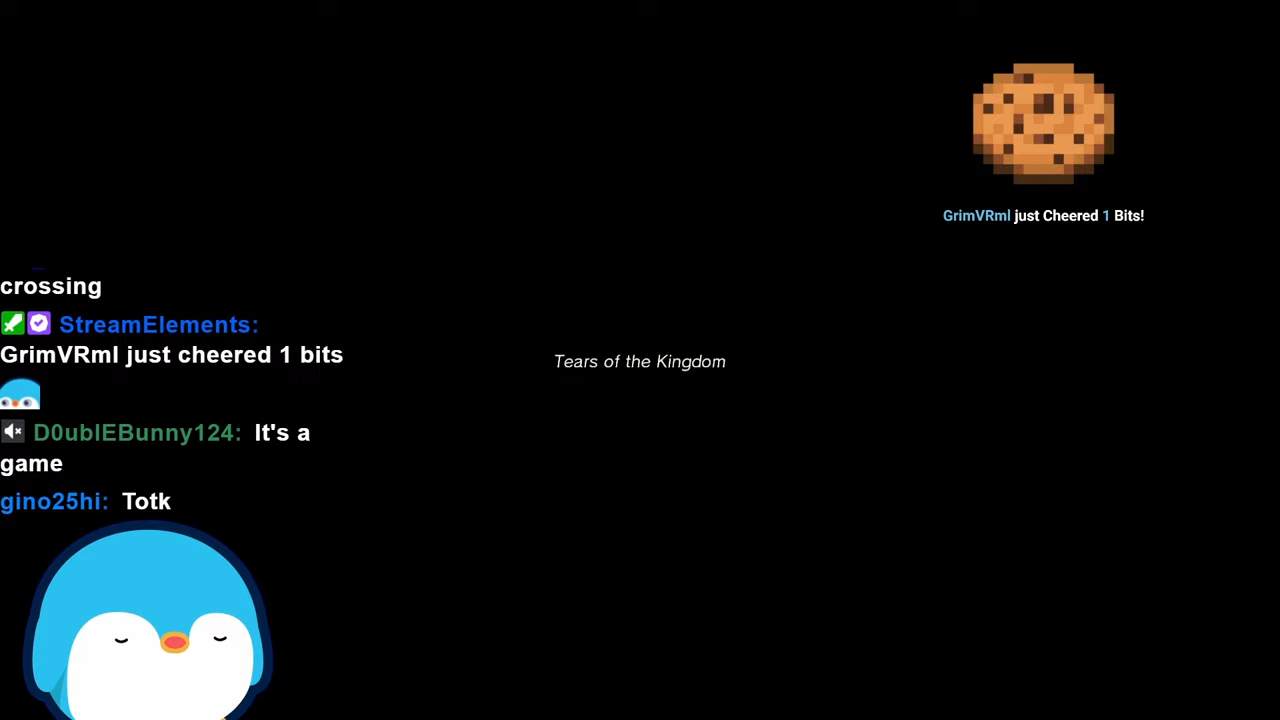 GrimVRml just Cheered 1 Bits!
crossing
StreamElements:
GrimVRml just cheered 1 bits
Tears of the Kingdom
D0ublEBunny124: It's a
game
gino25hi: Totk